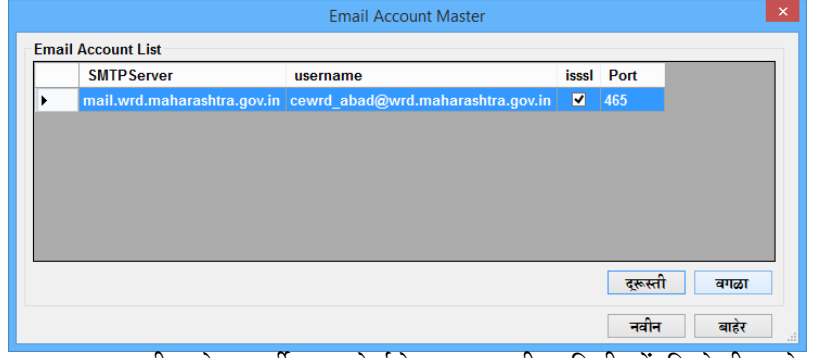 Email Account Master
Email Account List
SMTPServer username isssl Port
mail.wrd.maharashtra.gov.in cewrd_abad@wrd.maharashtra.gov.in 465
दुरूस्ती वगळा
नवीन बाहेर